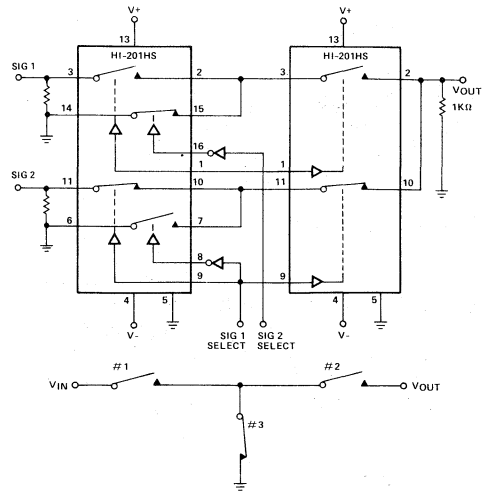 V+ V+
13 13
HI-201HS HI-201HS
SIG 1 3 2 3 2
VOUT
1KΩ
14 15
16
1 1
SIG 2 11 10 11 10
6 7
8
9 9
4 5 4 5
V- V-
SIG 1 SELECT
SIG 2 SELECT
#1 #2
VIN VOUT
#3